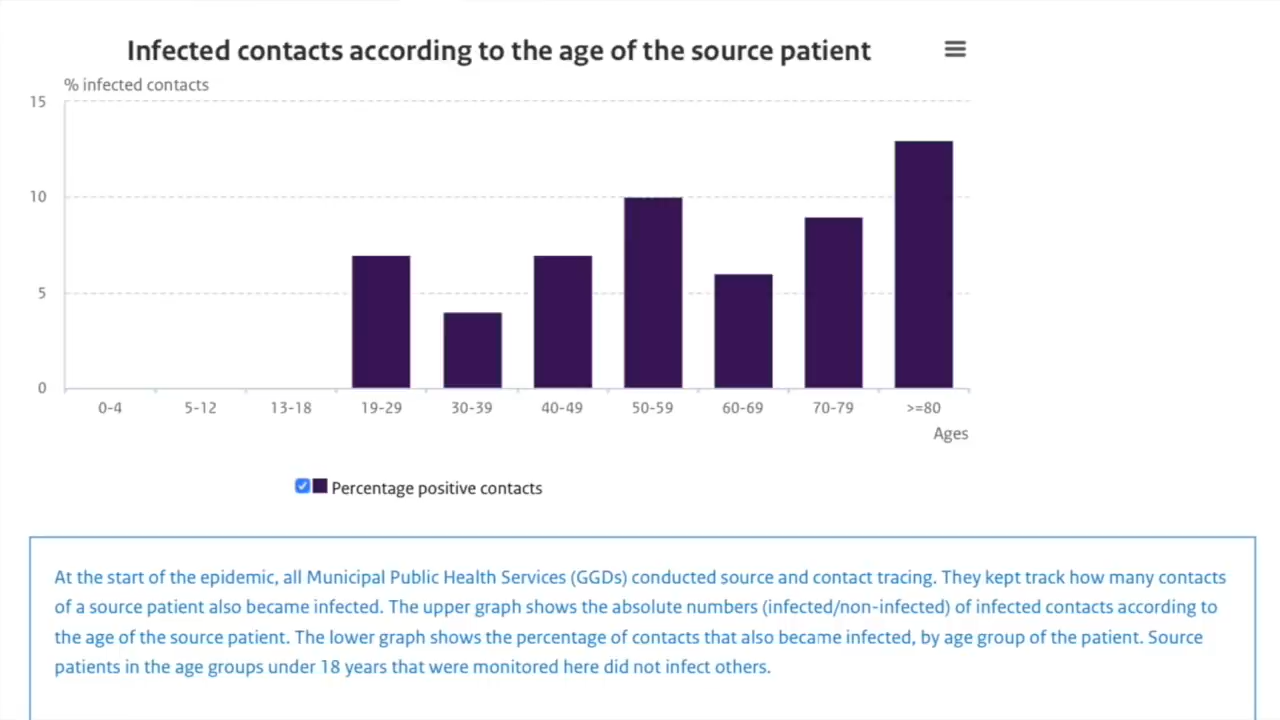 Infected contacts according to the age of the source patient
% infected contacts
15
10
5
0
0-4 5-12 13-18 19-29 30-39 40-49 50-59 60-69 70-79 >=80
Ages
Percentage positive contacts
At the start of the epidemic, all Municipal Public Health Services (GGDs) conducted source and contact tracing. They kept track how many contacts
of a source patient also became infected. The upper graph shows the absolute numbers (infected/non-infected) of infected contacts according to
the age of the source patient. The lower graph shows the percentage of contacts that also became infected, by age group of the patient. Source
patients in the age groups under 18 years that were monitored here did not infect others.